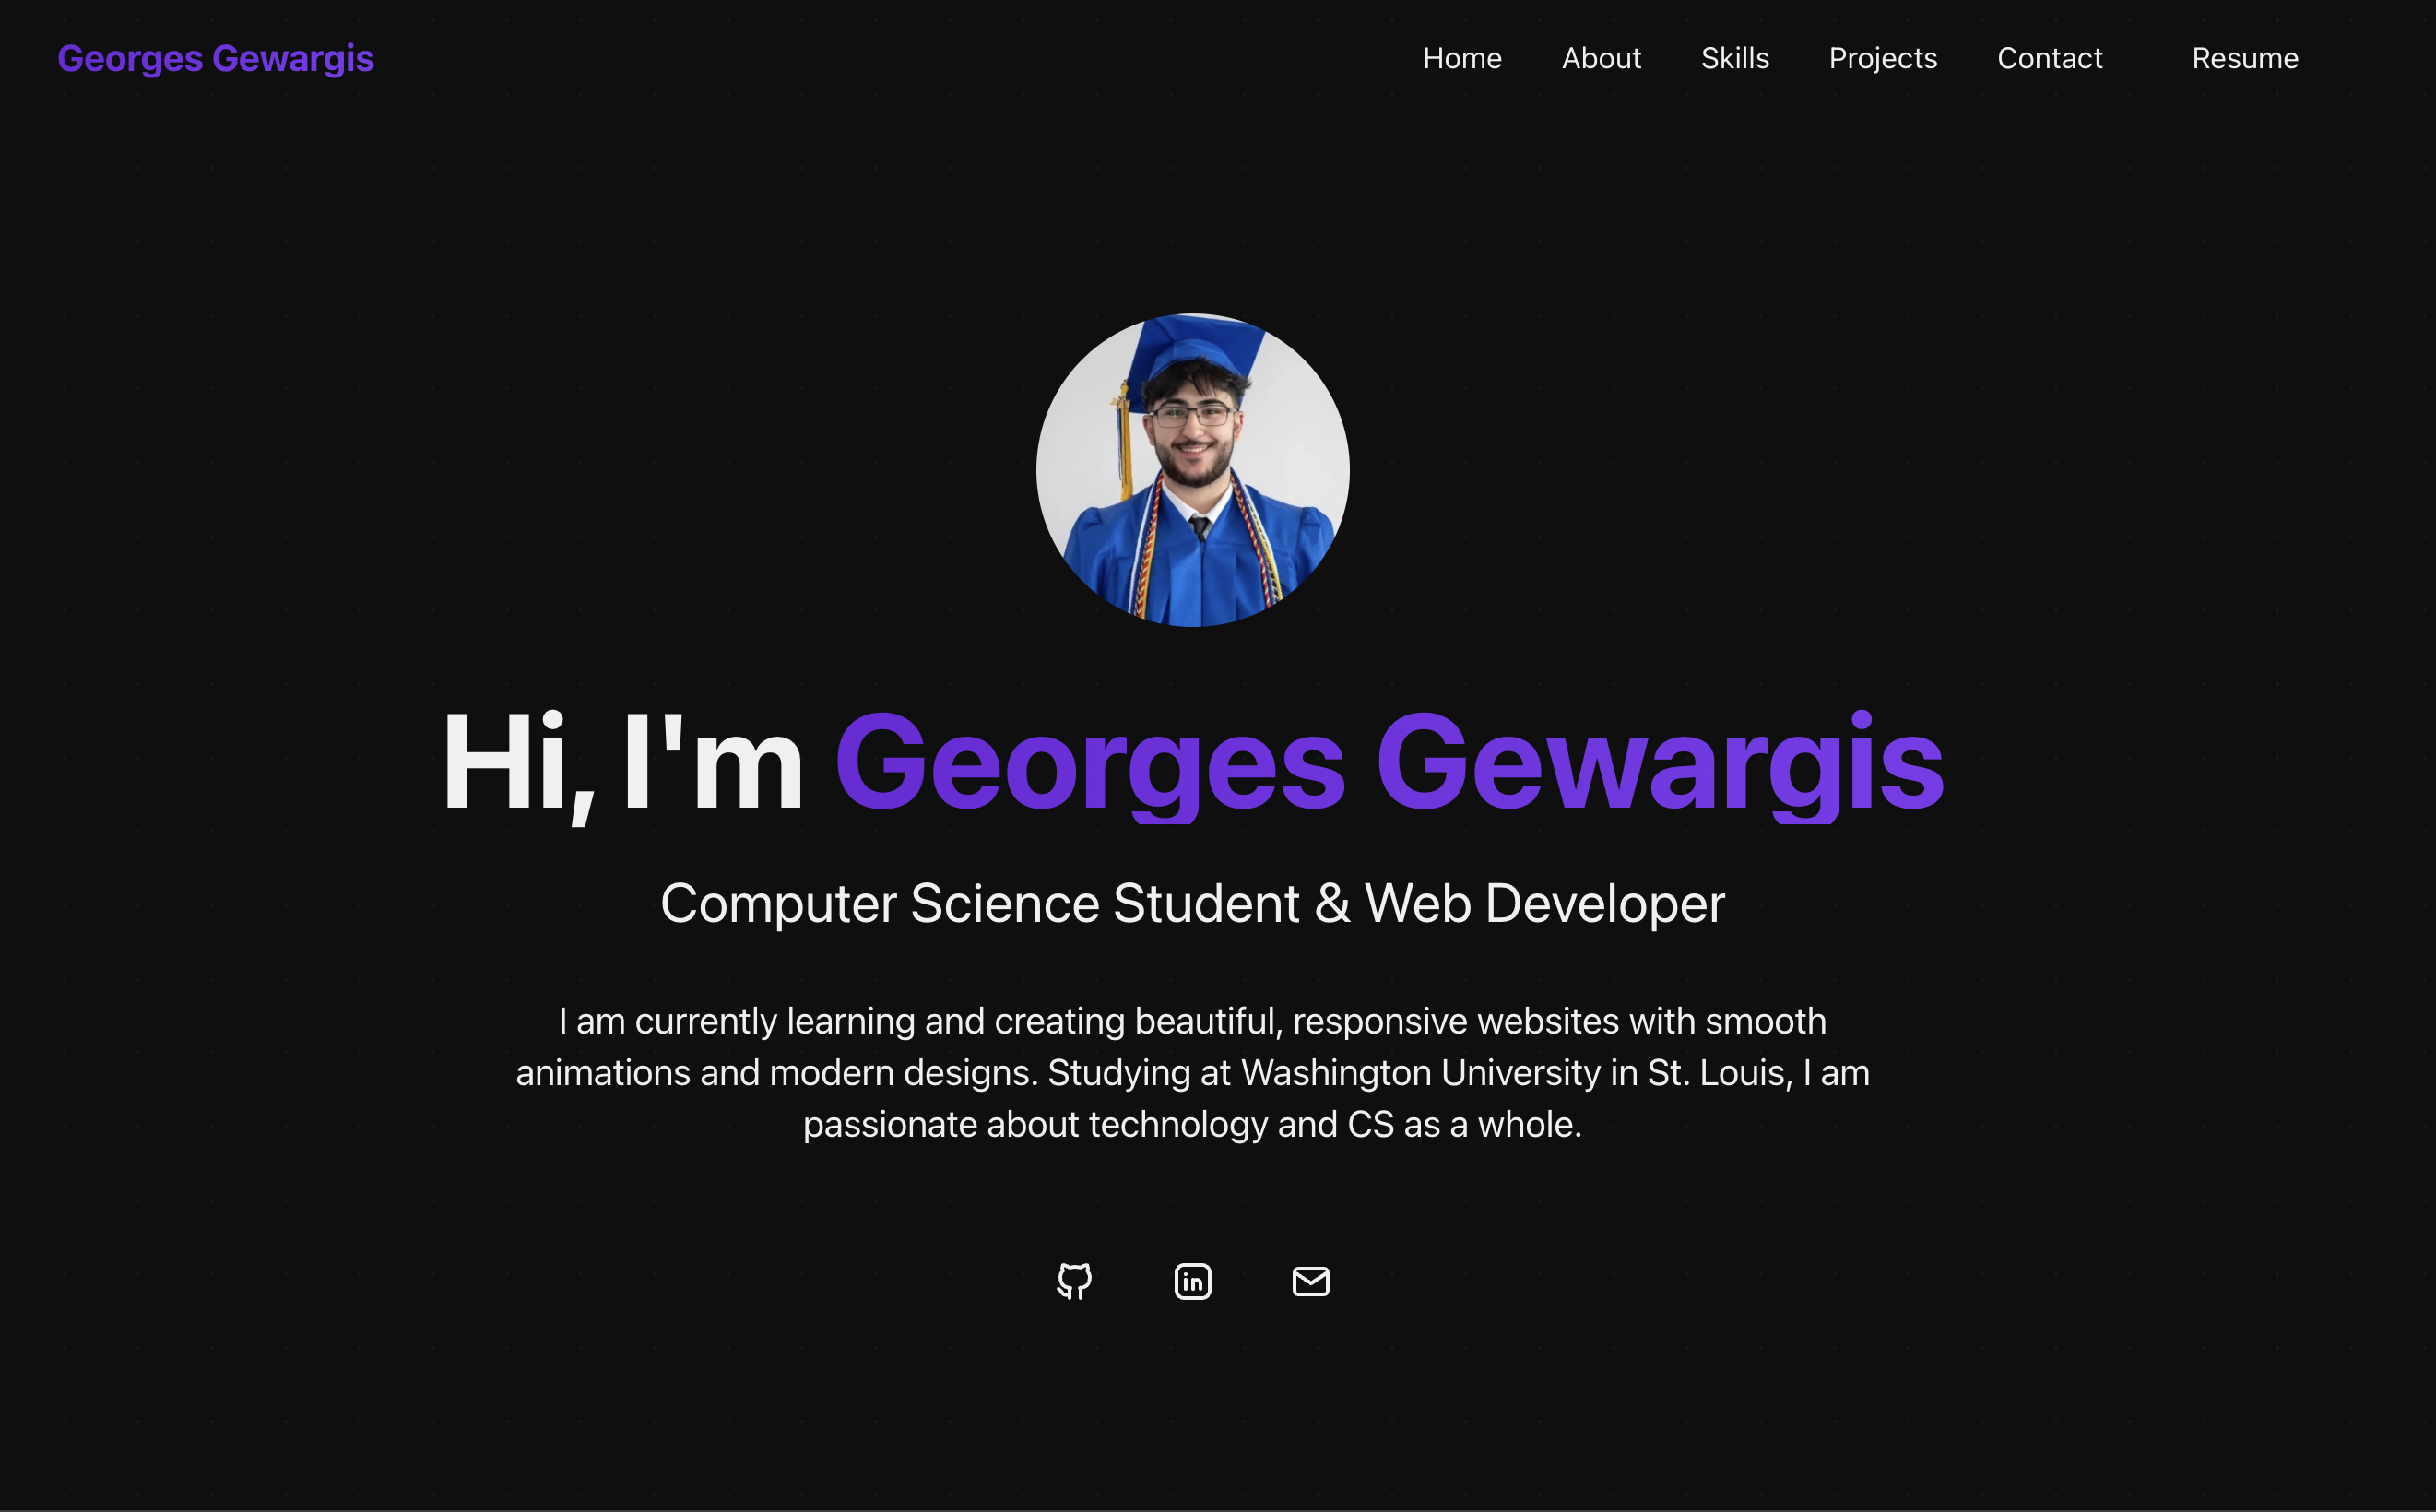 Georges Gewargis
Home About Skills Projects Contact Resume
Hi, I'm Georges Gewargis
Computer Science Student & Web Developer
I am currently learning and creating beautiful, responsive websites with smooth
animations and modern designs. Studying at Washington University in St. Louis, I am
passionate about technology and CS as a whole.
in